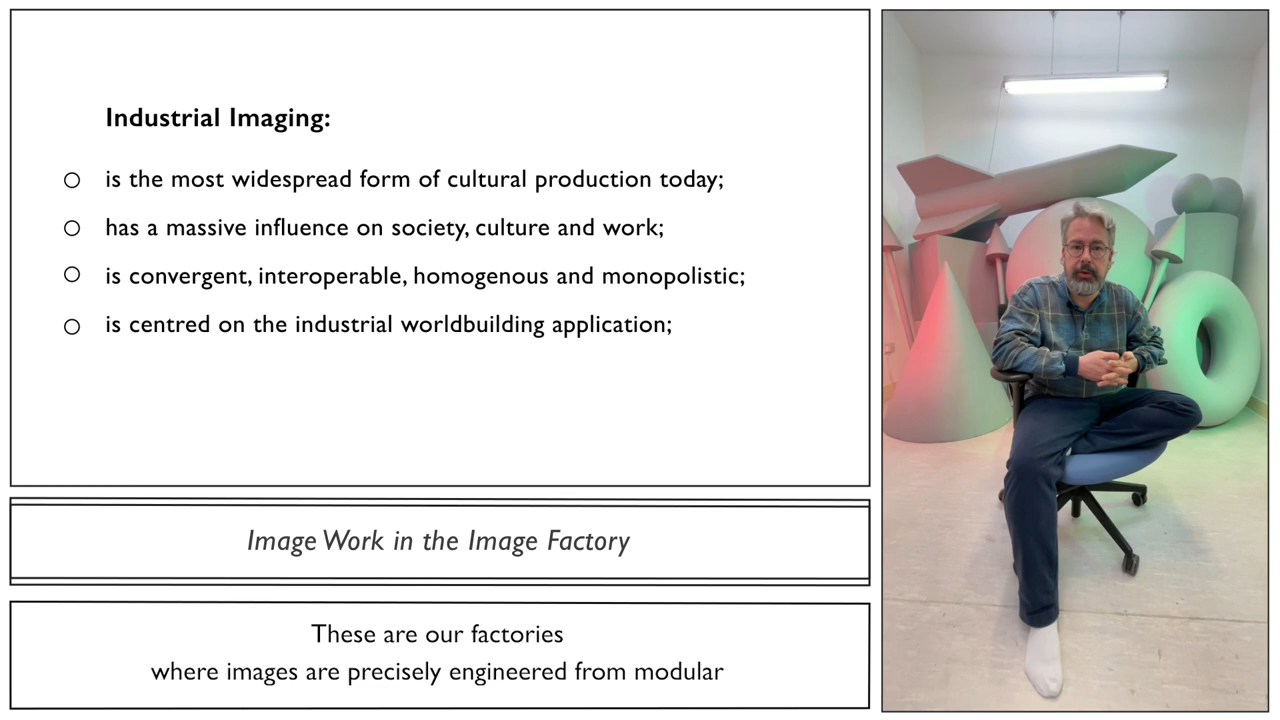 Industrial Imaging:
is the most widespread form of cultural production today;
has a massive influence on society, culture and work;
is convergent, interoperable, homogenous and monopolistic;
is centred on the industrial worldbuilding application;
Image Work in the Image Factory
These are our factories
where images are precisely engineered from modular